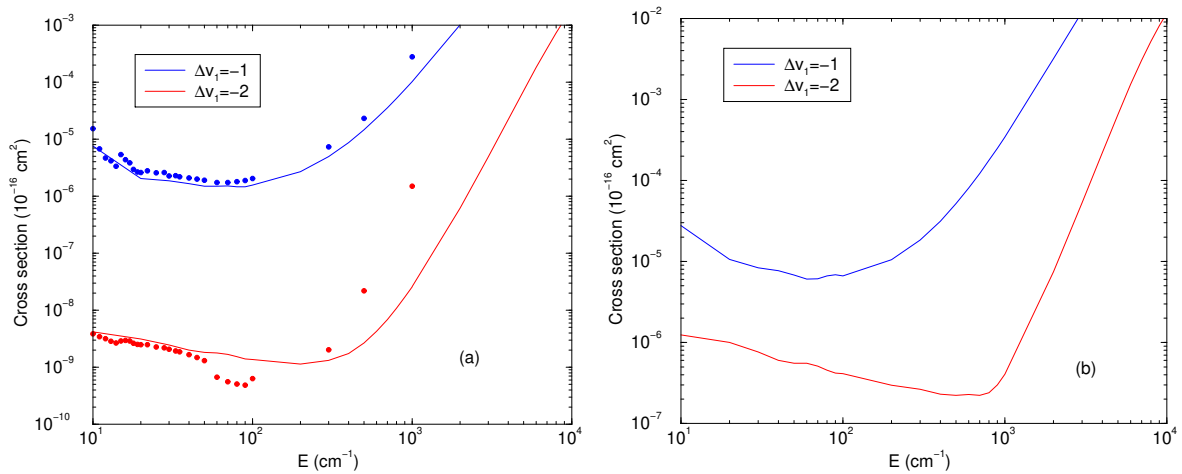 10⁻³
10⁻⁴
10⁻⁵
10⁻⁶
10⁻⁷
10⁻⁸
10⁻⁹
10⁻¹⁰
Cross section (10⁻¹⁶ cm²)
Δv₁=−1
Δv₁=−2
(a)
10¹ 10² 10³ 10⁴
E (cm⁻¹)
10⁻²
10⁻³
10⁻⁴
10⁻⁵
10⁻⁶
10⁻⁷
Cross section (10⁻¹⁶ cm²)
Δv₁=−1
Δv₁=−2
(b)
10¹ 10² 10³ 10⁴
E (cm⁻¹)